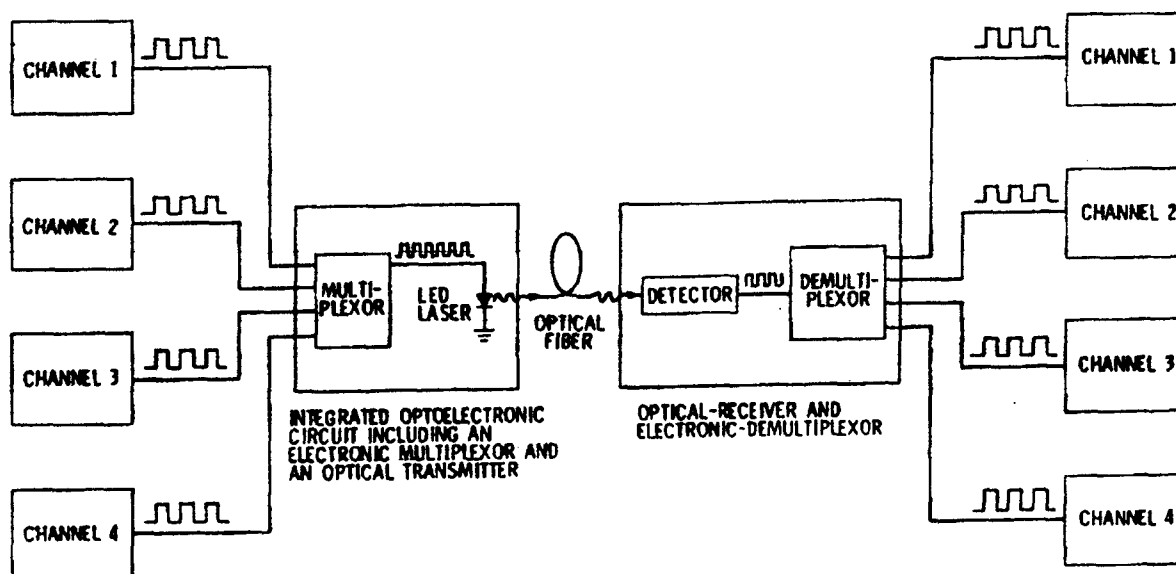 CHANNEL 1
CHANNEL 2
CHANNEL 3
CHANNEL 4
MULTI-
PLEXOR
LED
LASER
INTEGRATED OPTOELECTRONIC
CIRCUIT INCLUDING AN
ELECTRONIC MULTIPLEXOR AND
AN OPTICAL TRANSMITTER
OPTICAL
FIBER
DETECTOR
DEMULTI-
PLEXOR
OPTICAL-RECEIVER AND
ELECTRONIC-DEMULTIPLEXOR
CHANNEL 1
CHANNEL 2
CHANNEL 3
CHANNEL 4